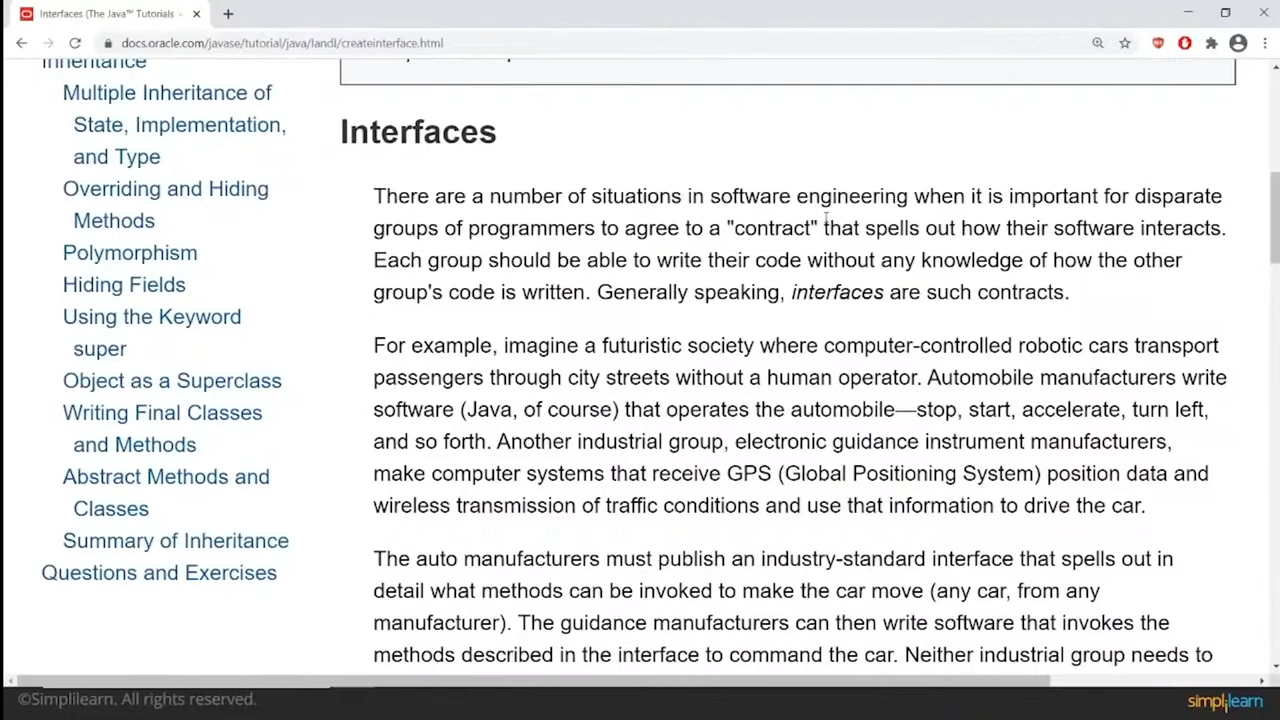 Interfaces (The Java™ Tutorials
docs.oracle.com/javase/tutorial/java/IandI/createinterface.html
Inheritance
Multiple Inheritance of
State, Implementation,
and Type
Overriding and Hiding
Methods
Polymorphism
Hiding Fields
Using the Keyword
super
Object as a Superclass
Writing Final Classes
and Methods
Abstract Methods and
Classes
Summary of Inheritance
Questions and Exercises
Interfaces
There are a number of situations in software engineering when it is important for disparate
groups of programmers to agree to a "contract" that spells out how their software interacts.
Each group should be able to write their code without any knowledge of how the other
group's code is written. Generally speaking, interfaces are such contracts.
For example, imagine a futuristic society where computer-controlled robotic cars transport
passengers through city streets without a human operator. Automobile manufacturers write
software (Java, of course) that operates the automobile—stop, start, accelerate, turn left,
and so forth. Another industrial group, electronic guidance instrument manufacturers,
make computer systems that receive GPS (Global Positioning System) position data and
wireless transmission of traffic conditions and use that information to drive the car.
The auto manufacturers must publish an industry-standard interface that spells out in
detail what methods can be invoked to make the car move (any car, from any
manufacturer). The guidance manufacturers can then write software that invokes the
methods described in the interface to command the car. Neither industrial group needs to
©Simplilearn. All rights reserved.
simplilearn